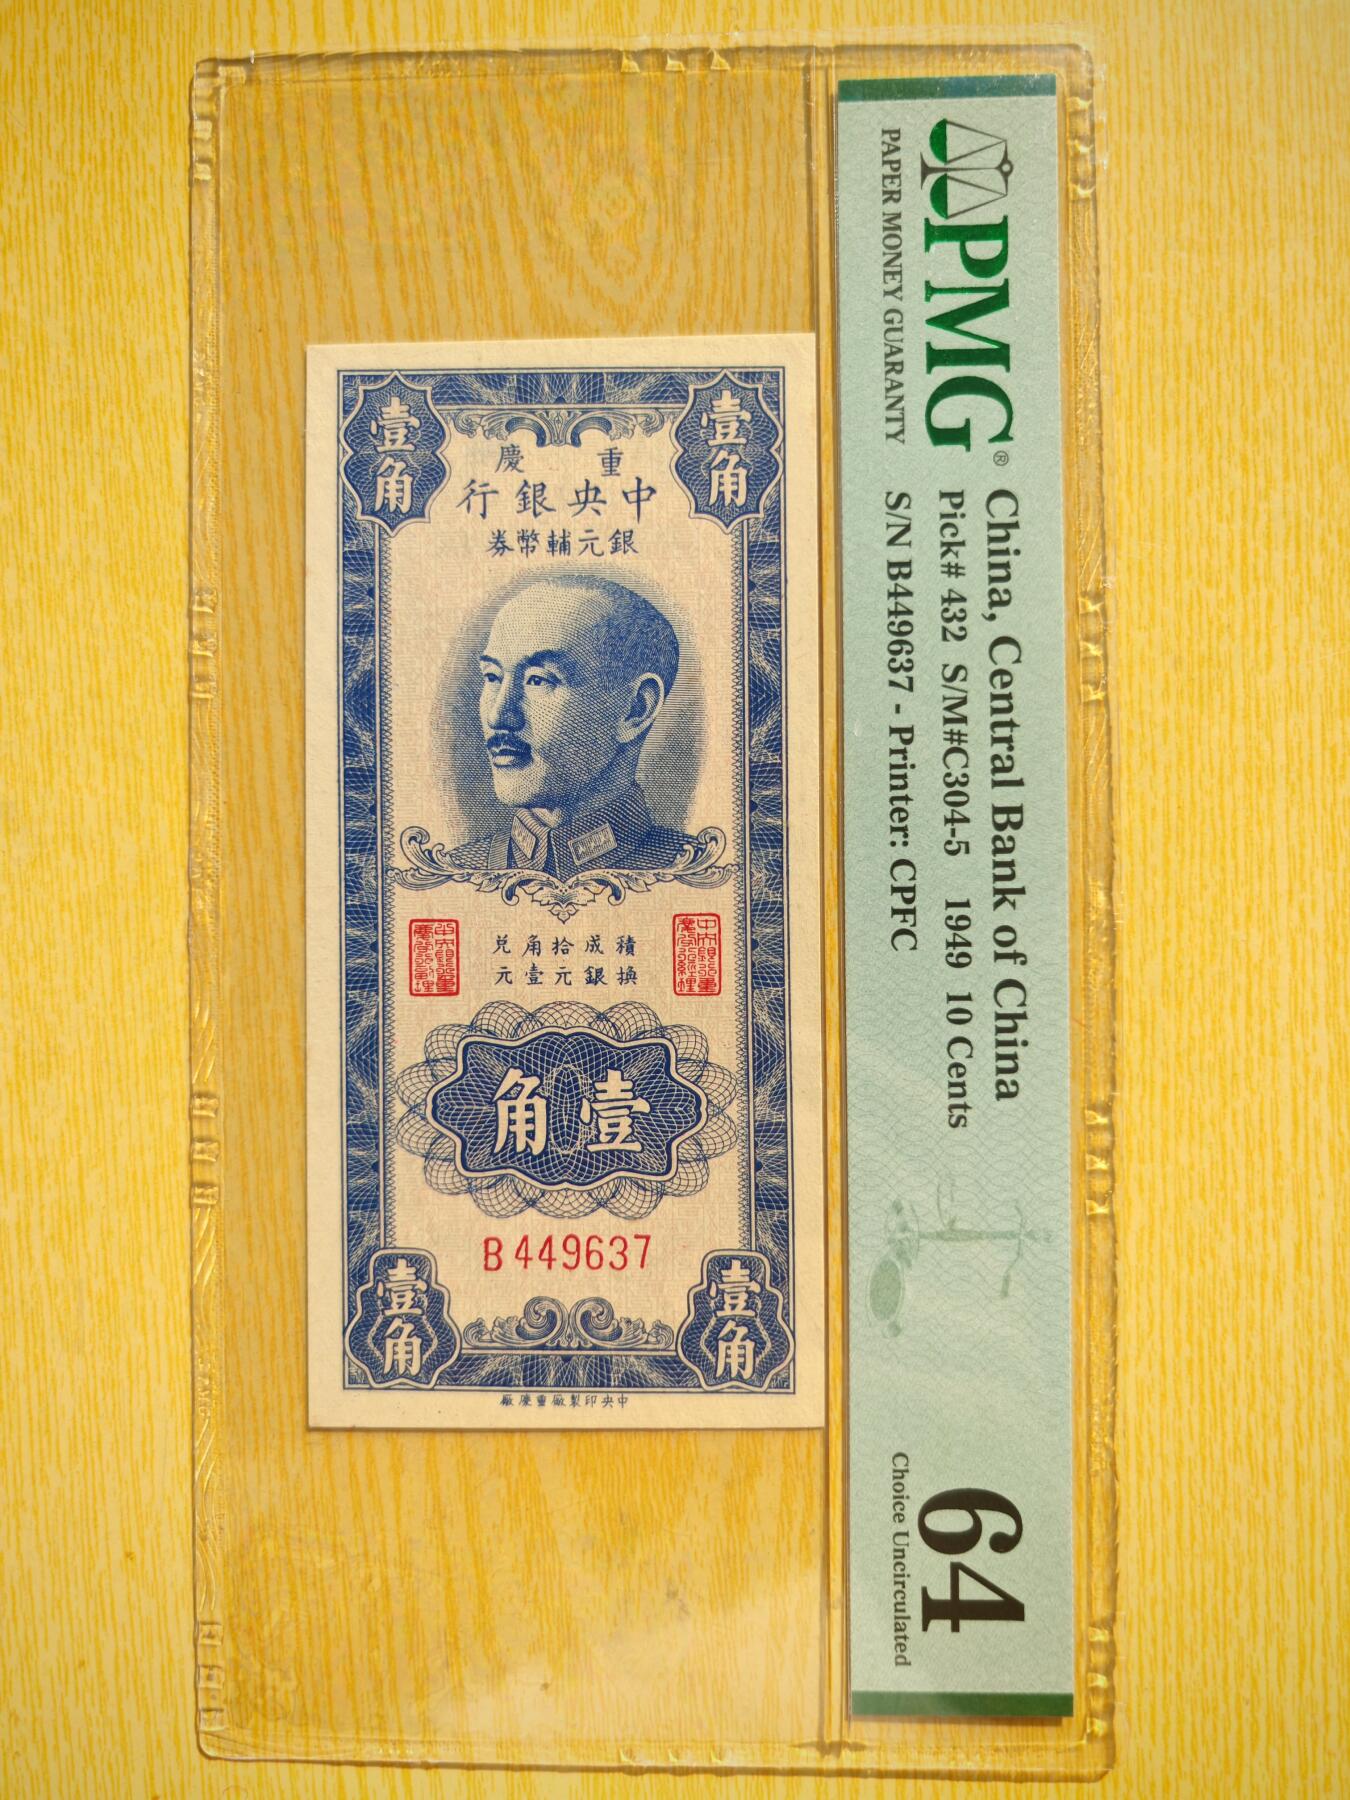 壹角
壹角
重慶
中央銀行
銀元輔幣券
積成拾角兌
換銀元壹元
壹角
B449637
壹角
壹角
中央印製廠重慶廠
PMG®
PAPER MONEY GUARANTY
China, Central Bank of China
Pick# 432 S/M#C304-5 1949 10 Cents
S/N B449637 - Printer: CPFC
64
Choice Uncirculated